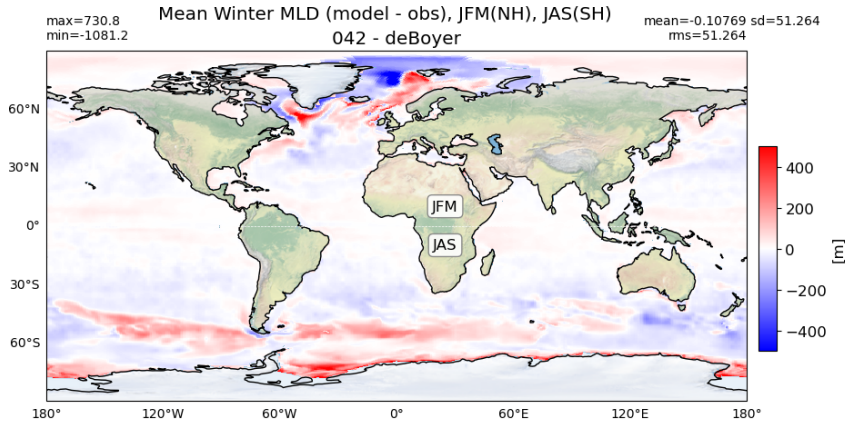 Mean Winter MLD (model - obs), JFM(NH), JAS(SH)
042 - deBoyer
max=730.8
min=-1081.2
mean=-0.10769 sd=51.264
rms=51.264
60°N
30°N
0°
30°S
60°S
JFM
JAS
400
200
0
−200
−400
[m]
180° 120°W 60°W 0° 60°E 120°E 180°